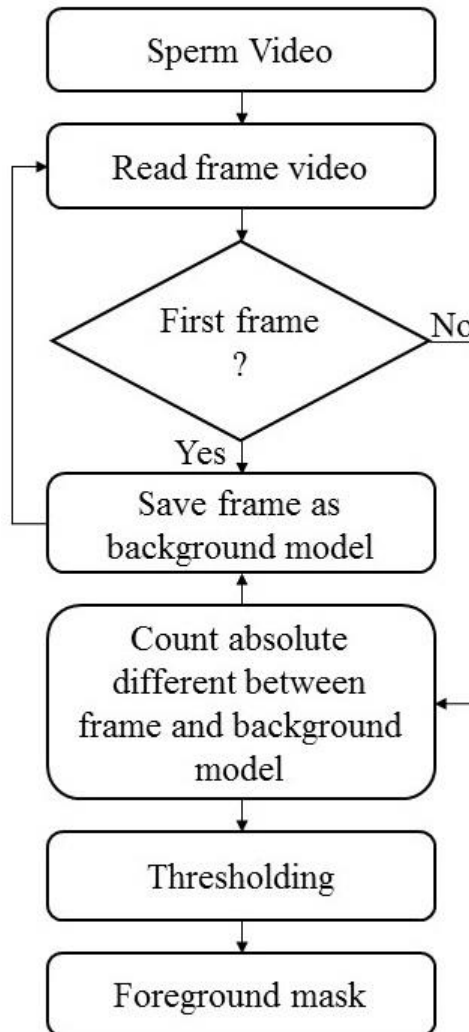 Sperm Video
Read frame video
First frame
?
No
Yes
Save frame as
background model
Count absolute
different between
frame and background
model
Thresholding
Foreground mask